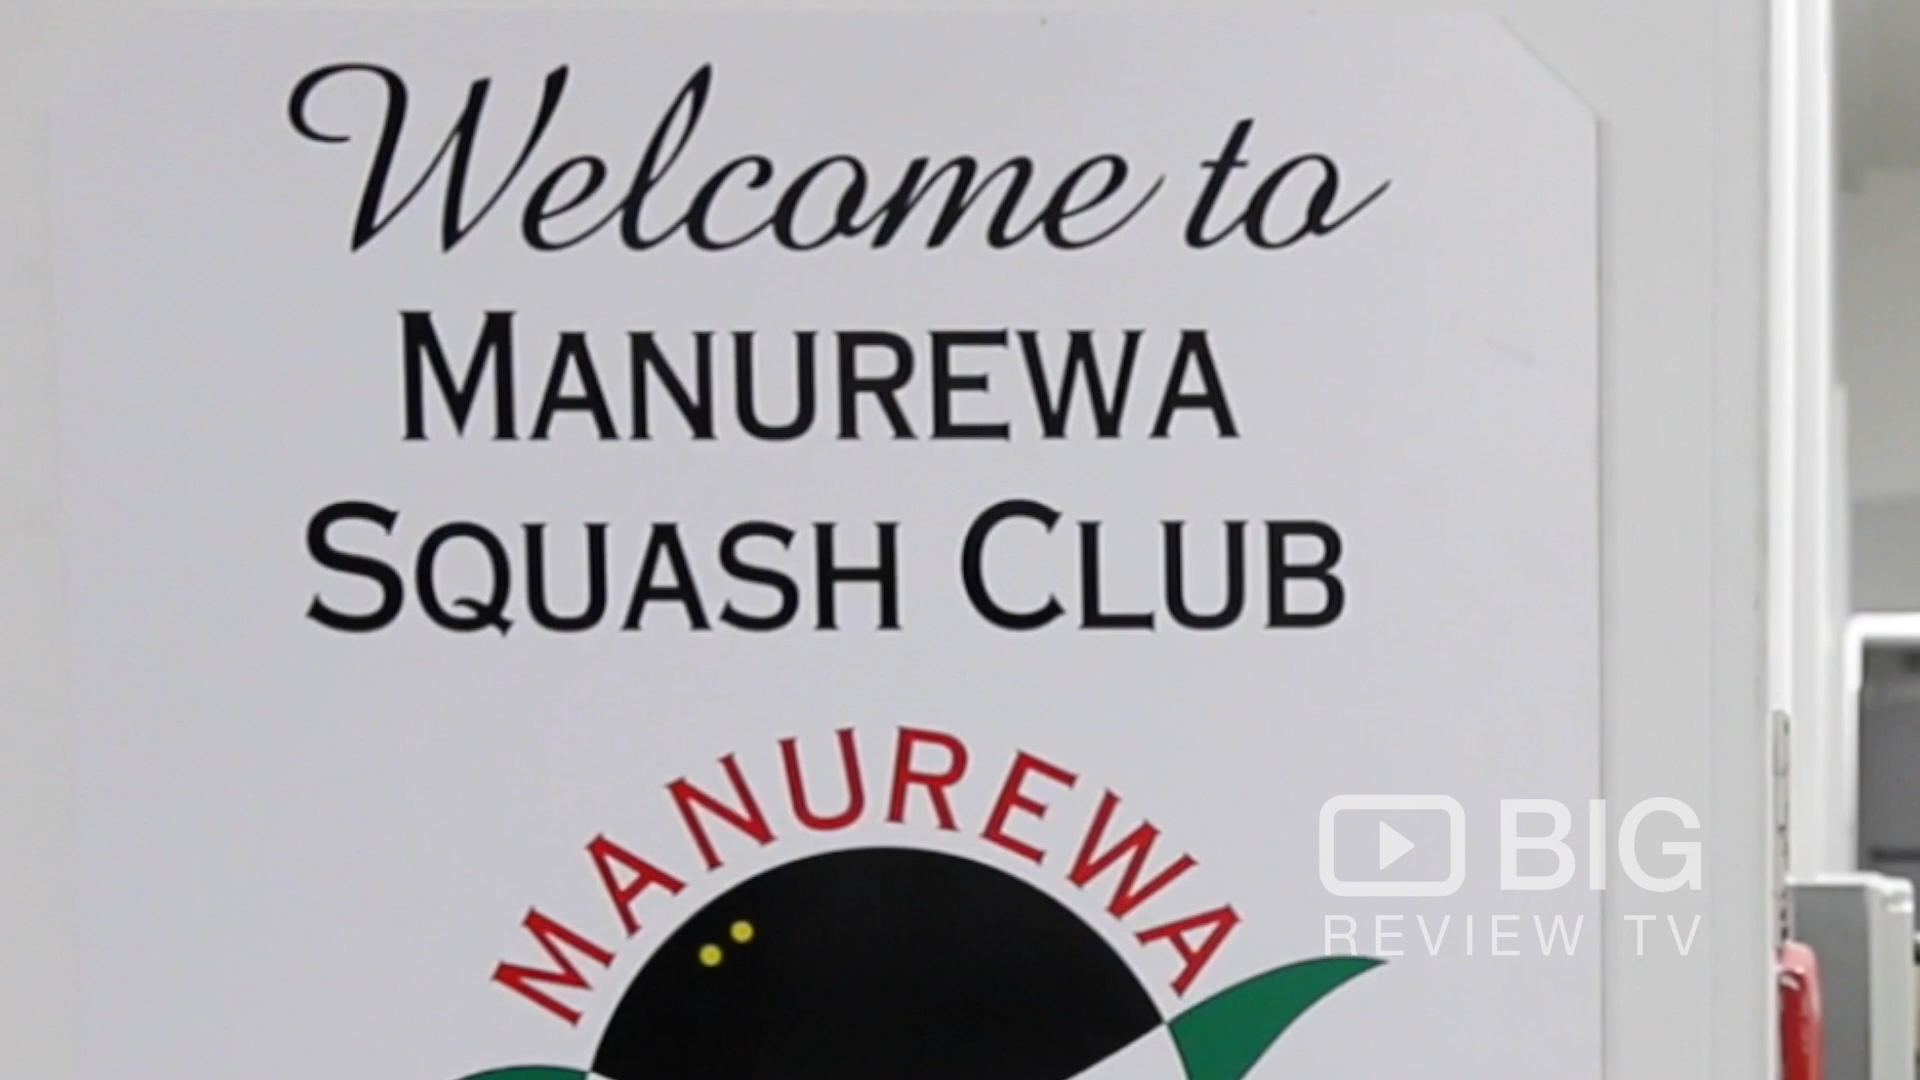 Welcome to
MANUREWA
SQUASH CLUB
MANUREWA
BIG
REVIEW TV